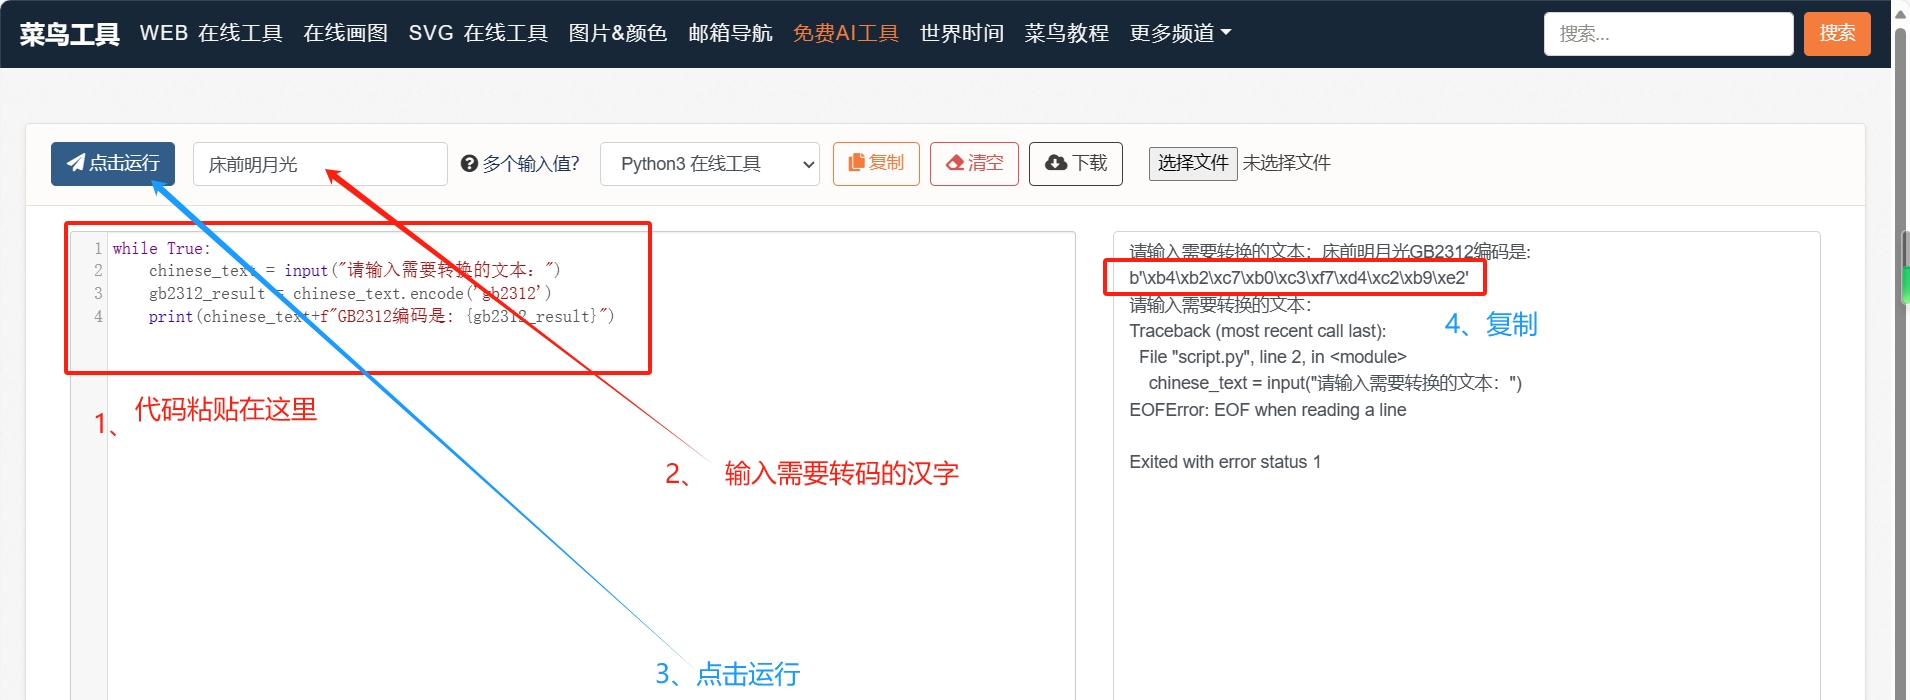 菜鸟工具 WEB 在线工具 在线画图 SVG 在线工具 图片&颜色 邮箱导航 免费AI工具 世界时间 菜鸟教程 更多频道 搜索... 搜索
点击运行 床前明月光 多个输入值? Python3 在线工具 复制 清空 下载 选择文件 未选择文件
1 while True:
2 chinese_text = input("请输入需要转换的文本: ")
3 gb2312_result = chinese_text.encode('gb2312')
4 print(chinese_text+f"GB2312编码是: {gb2312_result}")
1、 代码粘贴在这里
2、 输入需要转码的汉字
3、点击运行
请输入需要转换的文本: 床前明月光GB2312编码是:
b'\xb4\xb2\xc7\xb0\xc3\xf7\xd4\xc2\xb9\xe2'
请输入需要转换的文本:
Traceback (most recent call last):
File "script.py", line 2, in <module>
chinese_text = input("请输入需要转换的文本: ")
EOFError: EOF when reading a line
Exited with error status 1
4、复制